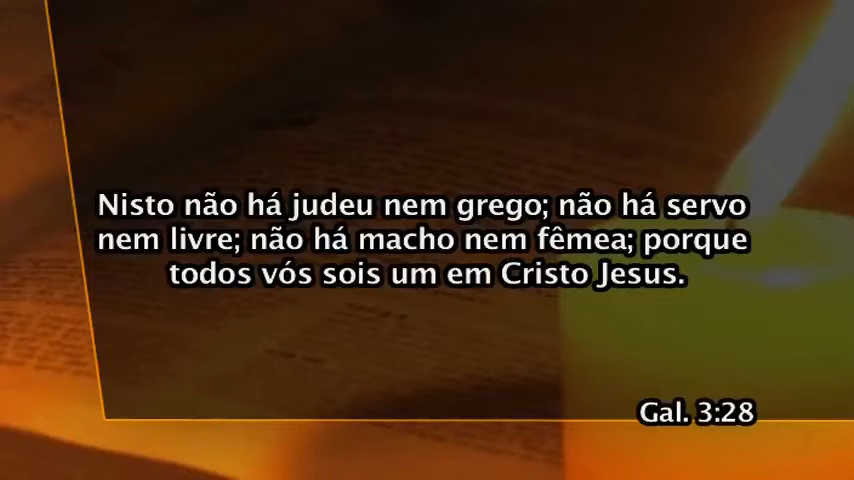 Nisto não há judeu nem grego; não há servo
nem livre; não há macho nem fêmea; porque
todos vós sois um em Cristo Jesus.
Gal. 3:28